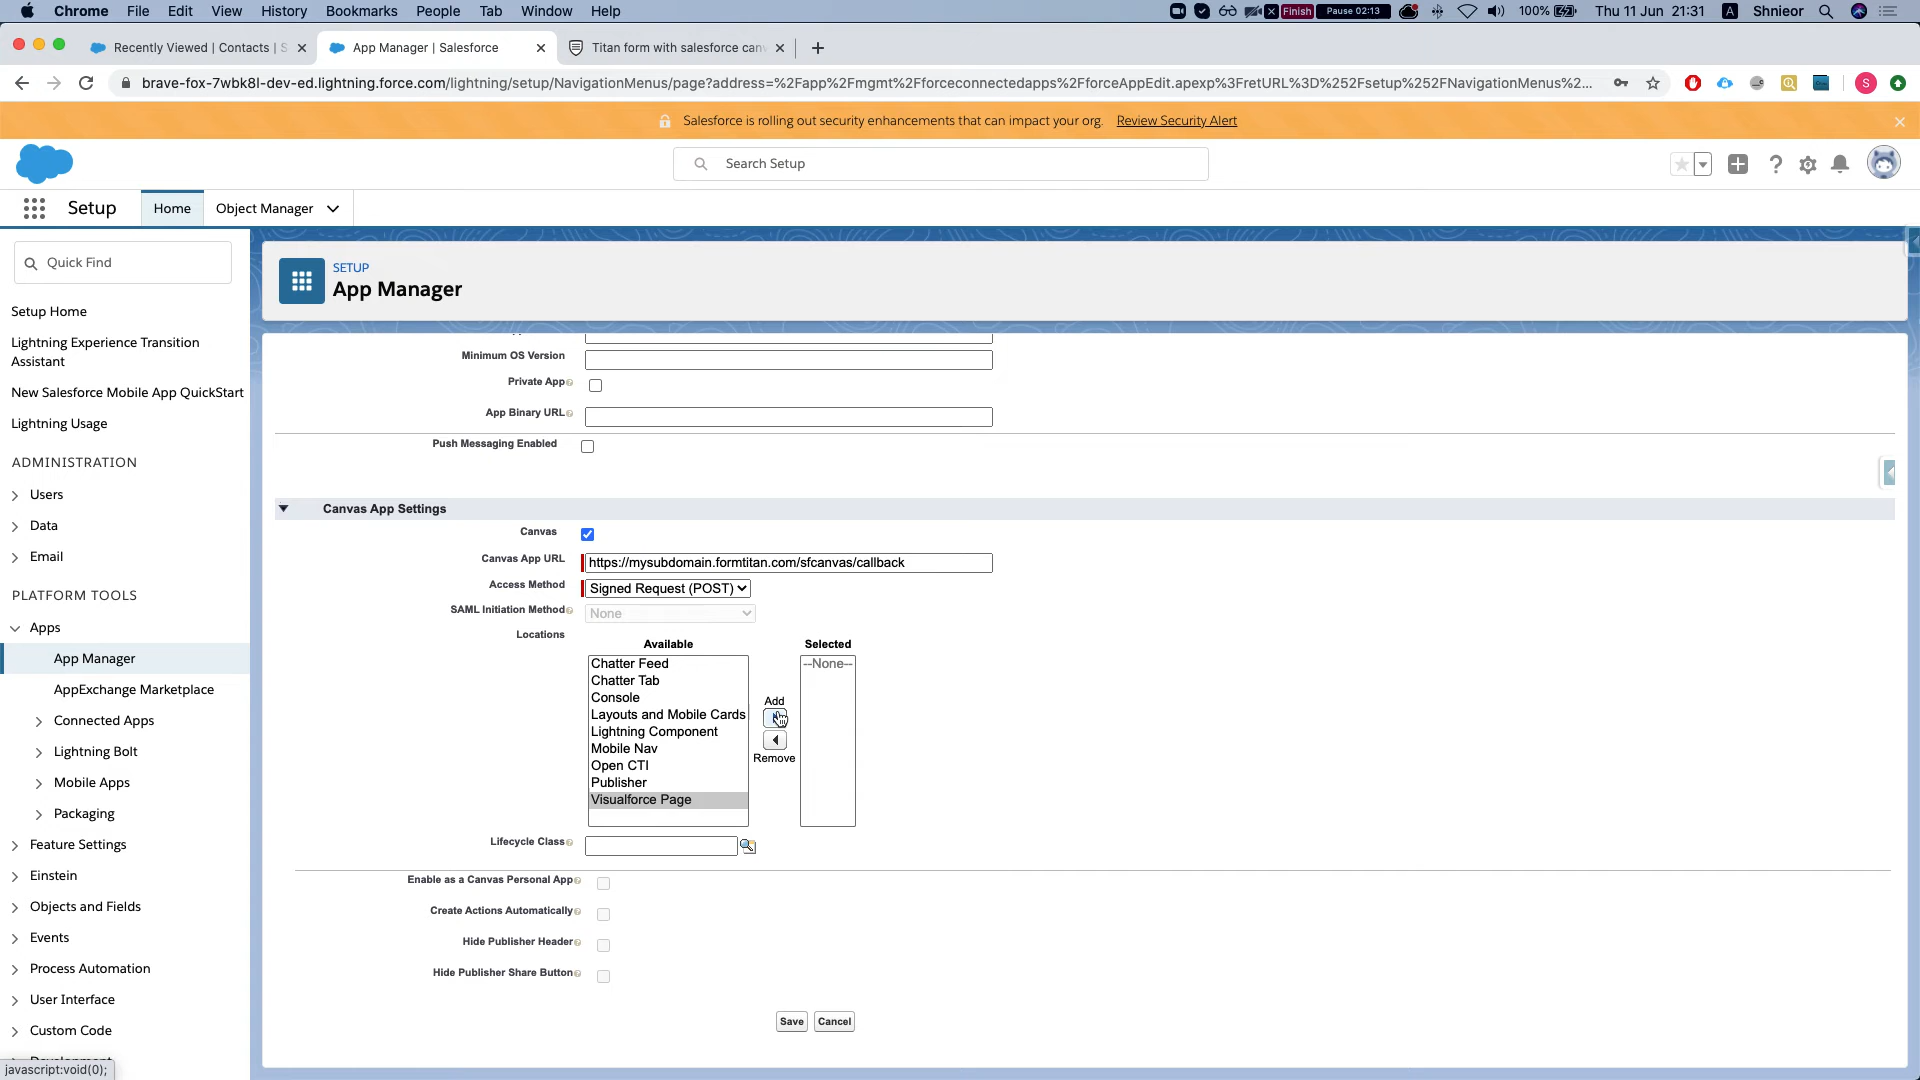 Chrome File Edit View History Bookmarks People Tab Window Help Finish Pause 02:13 100% Thu 11 Jun 21:31 A Shnieor
Recently Viewed | Contacts | S App Manager | Salesforce Titan form with salesforce can
brave-fox-7wbk8l-dev-ed.lightning.force.com/lightning/setup/NavigationMenus/page?address=%2Fapp%2Fmgmt%2Fforceconnectedapps%2FforceAppEdit.apexp%3FretURL%3D%252Fsetup%252FNavigationMenus%2... S
Salesforce is rolling out security enhancements that can impact your org. Review Security Alert
Search Setup
Setup Home Object Manager
Quick Find
Setup Home
Lightning Experience Transition
Assistant
New Salesforce Mobile App QuickStart
Lightning Usage
ADMINISTRATION
Users
Data
Email
PLATFORM TOOLS
Apps
App Manager
AppExchange Marketplace
Connected Apps
Lightning Bolt
Mobile Apps
Packaging
Feature Settings
Einstein
Objects and Fields
Events
Process Automation
User Interface
Custom Code
javascript:void(0);
SETUP
App Manager
Minimum OS Version
Private App
App Binary URL
Push Messaging Enabled
Canvas App Settings
Canvas
Canvas App URL https://mysubdomain.formtitan.com/sfcanvas/callback
Access Method Signed Request (POST)
SAML Initiation Method None
Locations
Available Selected
Chatter Feed --None--
Chatter Tab
Console
Layouts and Mobile Cards
Lightning Component
Mobile Nav
Open CTI
Publisher
Visualforce Page
Add
Remove
Lifecycle Class
Enable as a Canvas Personal App
Create Actions Automatically
Hide Publisher Header
Hide Publisher Share Button
Save Cancel